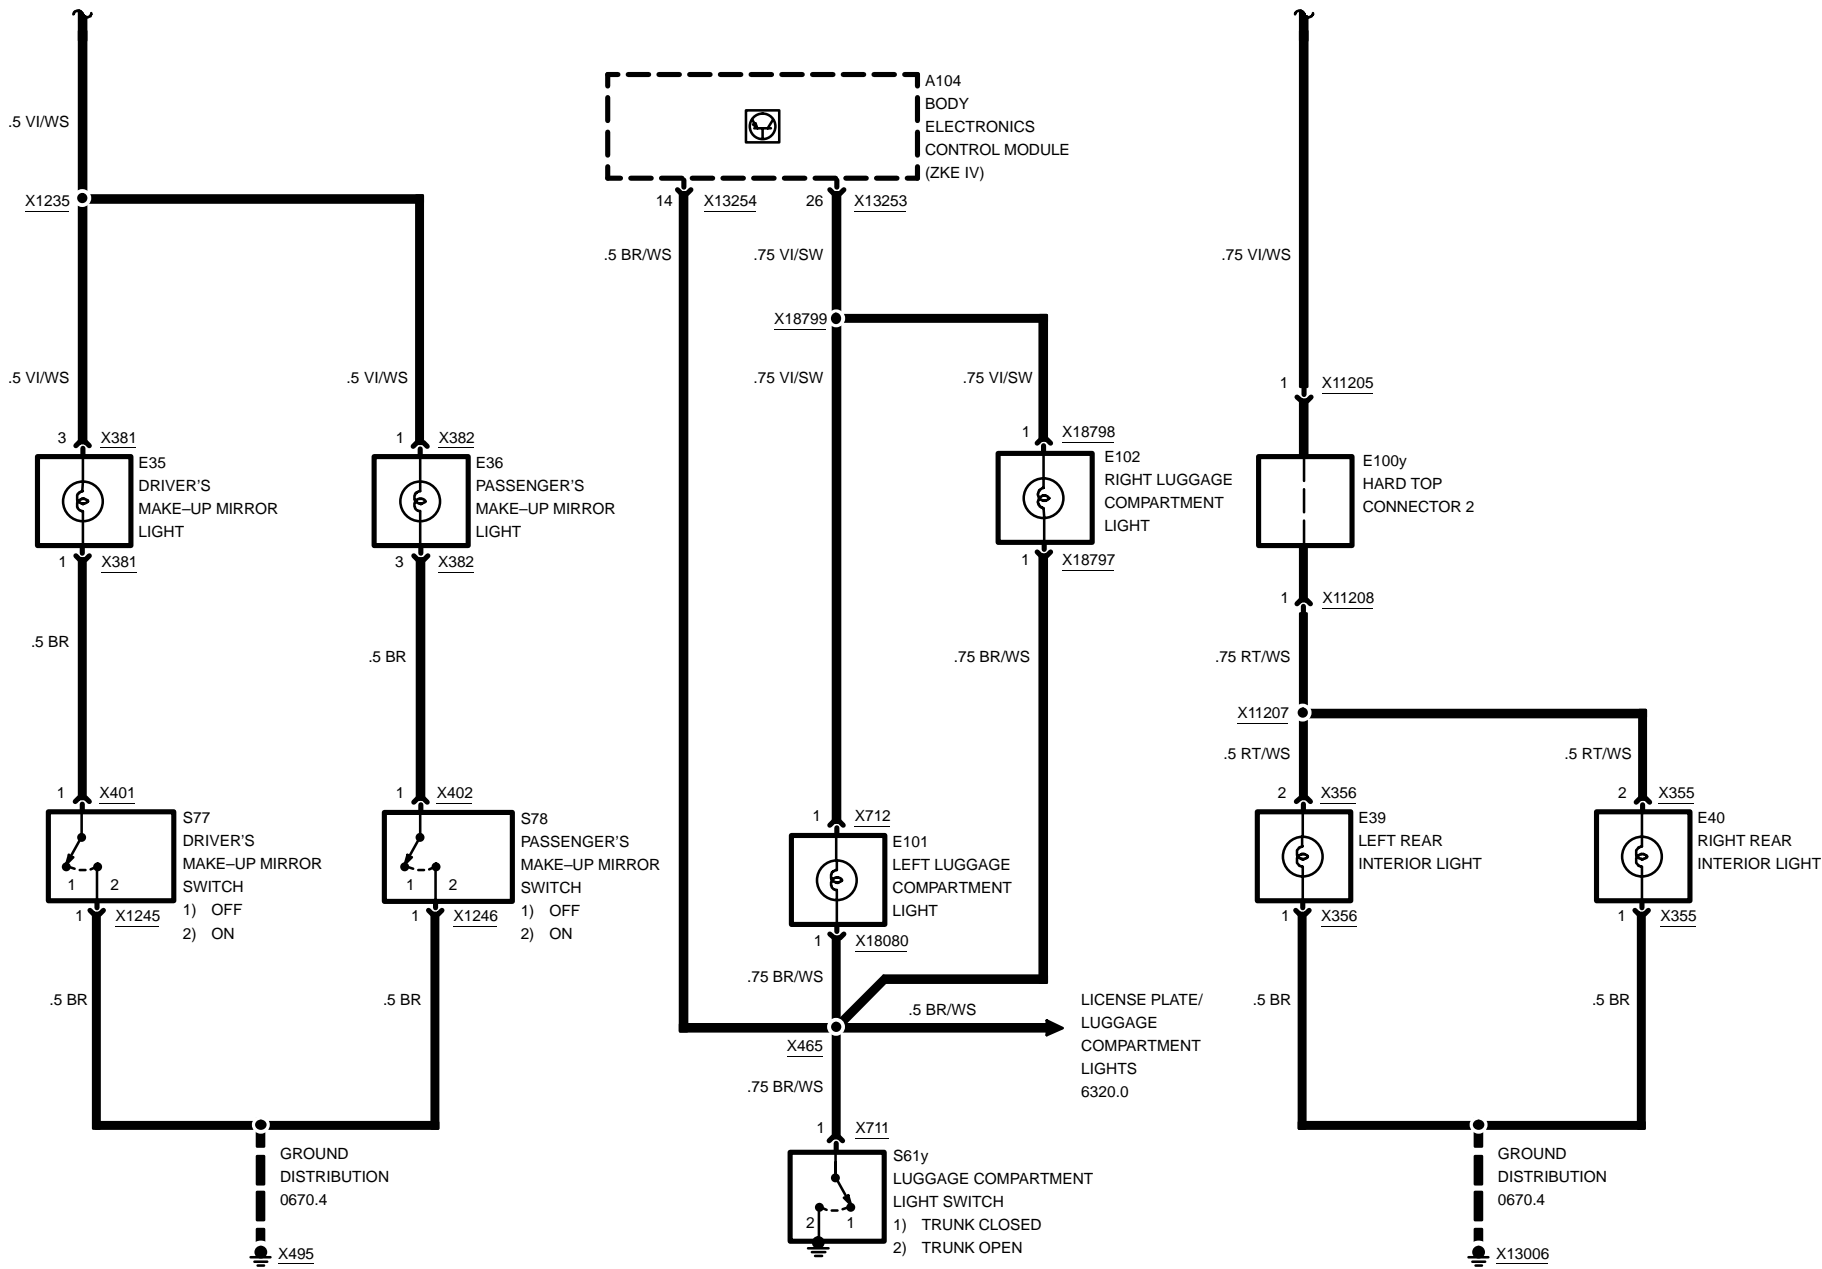 .5 VI/WS
X1235
.5 VI/WS
.5 VI/WS
3 X381
E35
DRIVER'S
MAKE–UP MIRROR
LIGHT
1 X381
1 X382
E36
PASSENGER'S
MAKE–UP MIRROR
LIGHT
3 X382
.5 BR
.5 BR
1 X401
S77
DRIVER'S
MAKE–UP MIRROR
SWITCH
1) OFF
2) ON
1 2
1 X1245
1 X402
S78
PASSENGER'S
MAKE–UP MIRROR
SWITCH
1) OFF
2) ON
1 2
1 X1246
.5 BR
.5 BR
GROUND
DISTRIBUTION
0670.4
X495
A104
BODY
ELECTRONICS
CONTROL MODULE
(ZKE IV)
14 X13254
26 X13253
.5 BR/WS
.75 VI/SW
X18799
.75 VI/SW
.75 VI/SW
1 X18798
E102
RIGHT LUGGAGE
COMPARTMENT
LIGHT
1 X18797
.75 BR/WS
1 X712
E101
LEFT LUGGAGE
COMPARTMENT
LIGHT
1 X18080
.75 BR/WS
.5 BR/WS
LICENSE PLATE/
LUGGAGE
COMPARTMENT
LIGHTS
6320.0
X465
.75 BR/WS
1 X711
S61y
LUGGAGE COMPARTMENT
LIGHT SWITCH
1) TRUNK CLOSED
2) TRUNK OPEN
2 1
.75 VI/WS
1 X11205
E100y
HARD TOP
CONNECTOR 2
1 X11208
.75 RT/WS
X11207
.5 RT/WS
.5 RT/WS
2 X356
E39
LEFT REAR
INTERIOR LIGHT
1 X356
2 X355
E40
RIGHT REAR
INTERIOR LIGHT
1 X355
.5 BR
.5 BR
GROUND
DISTRIBUTION
0670.4
X13006